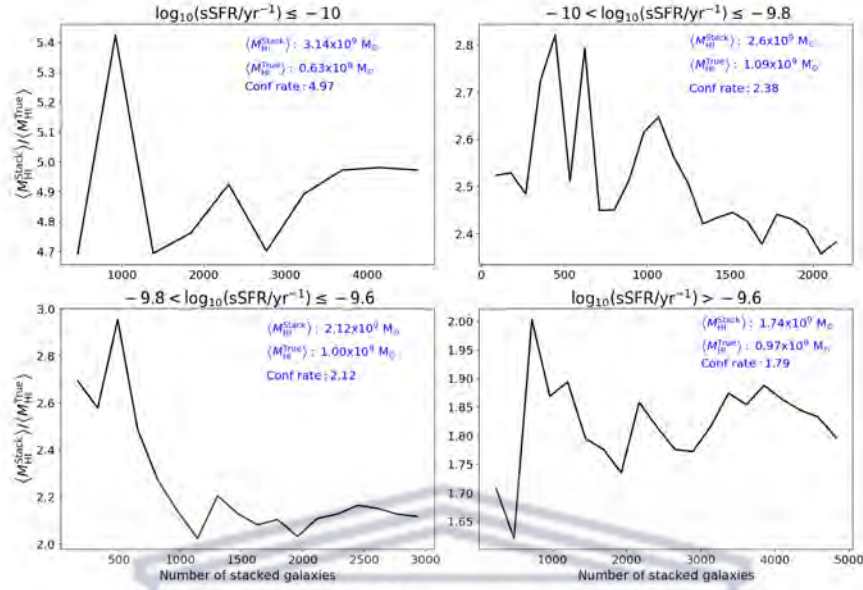 log₁₀(sSFR/yr⁻¹) ≤ −10
⟨M_HI^Stack⟩/⟨M_HI^True⟩
5.4
5.3
5.2
5.1
5.0
4.9
4.8
4.7
⟨M_HI^Stack⟩ : 3.14x10⁹ M⊙
⟨M_HI^True⟩ : 0.63x10⁹ M⊙
Conf rate : 4.97
1000 2000 3000 4000
−10 < log₁₀(sSFR/yr⁻¹) ≤ −9.8
2.8
2.7
2.6
2.5
2.4
⟨M_HI^Stack⟩ : 2.6x10⁹ M⊙
⟨M_HI^True⟩ : 1.09x10⁹ M⊙
Conf rate : 2.38
0 500 1000 1500 2000
−9.8 < log₁₀(sSFR/yr⁻¹) ≤ −9.6
⟨M_HI^Stack⟩/⟨M_HI^True⟩
3.0
2.8
2.6
2.4
2.2
2.0
⟨M_HI^Stack⟩ : 2.12x10⁹ M⊙
⟨M_HI^True⟩ : 1.00x10⁹ M⊙
Conf rate : 2.12
500 1000 1500 2000 2500 3000
Number of stacked galaxies
log₁₀(sSFR/yr⁻¹) > −9.6
2.00
1.95
1.90
1.85
1.80
1.75
1.70
1.65
⟨M_HI^Stack⟩ : 1.74x10⁹ M⊙
⟨M_HI^True⟩ : 0.97x10⁹ M⊙
Conf rate : 1.79
0 1000 2000 3000 4000 5000
Number of stacked galaxies